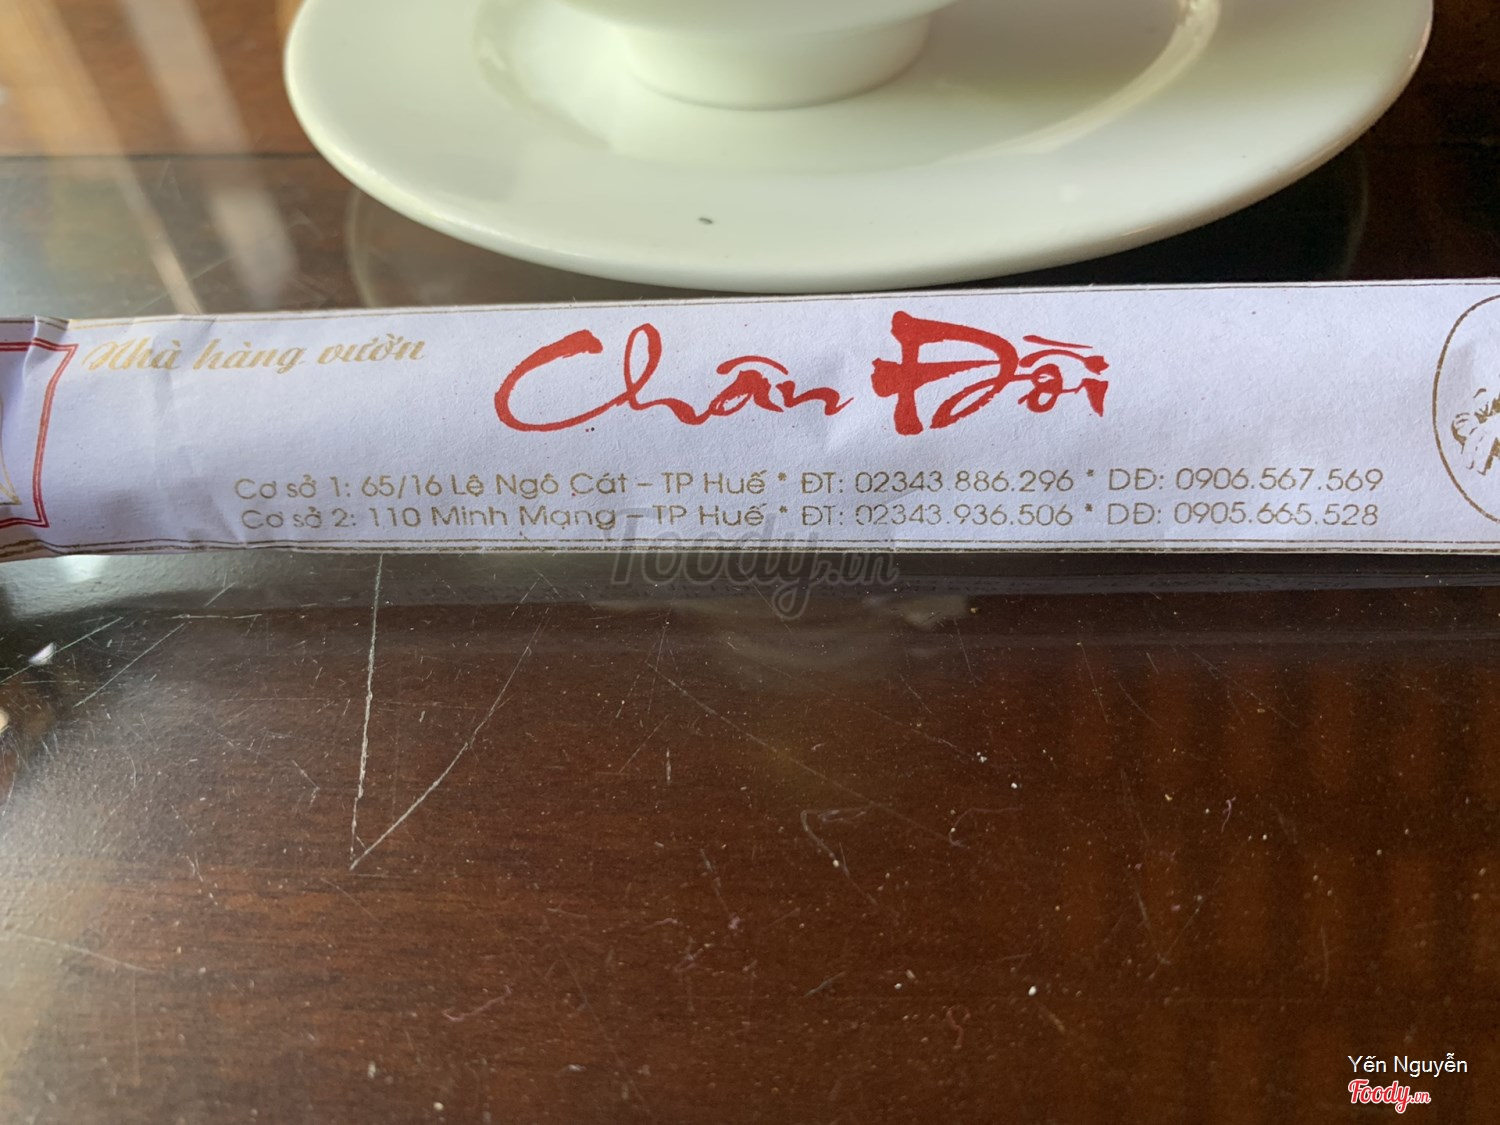 Nhà hàng vườn
Chân Đồi
Cơ sở 1: 65/16 Lê Ngô Cát - TP Huế * ĐT: 02343 886.296 * DĐ: 0906.567.569
Cơ sở 2: 110 Minh Mạng - TP Huế * ĐT: 02343.936.506 * DĐ: 0905.665.528
Foody.vn
Yến Nguyễn
Foody.vn